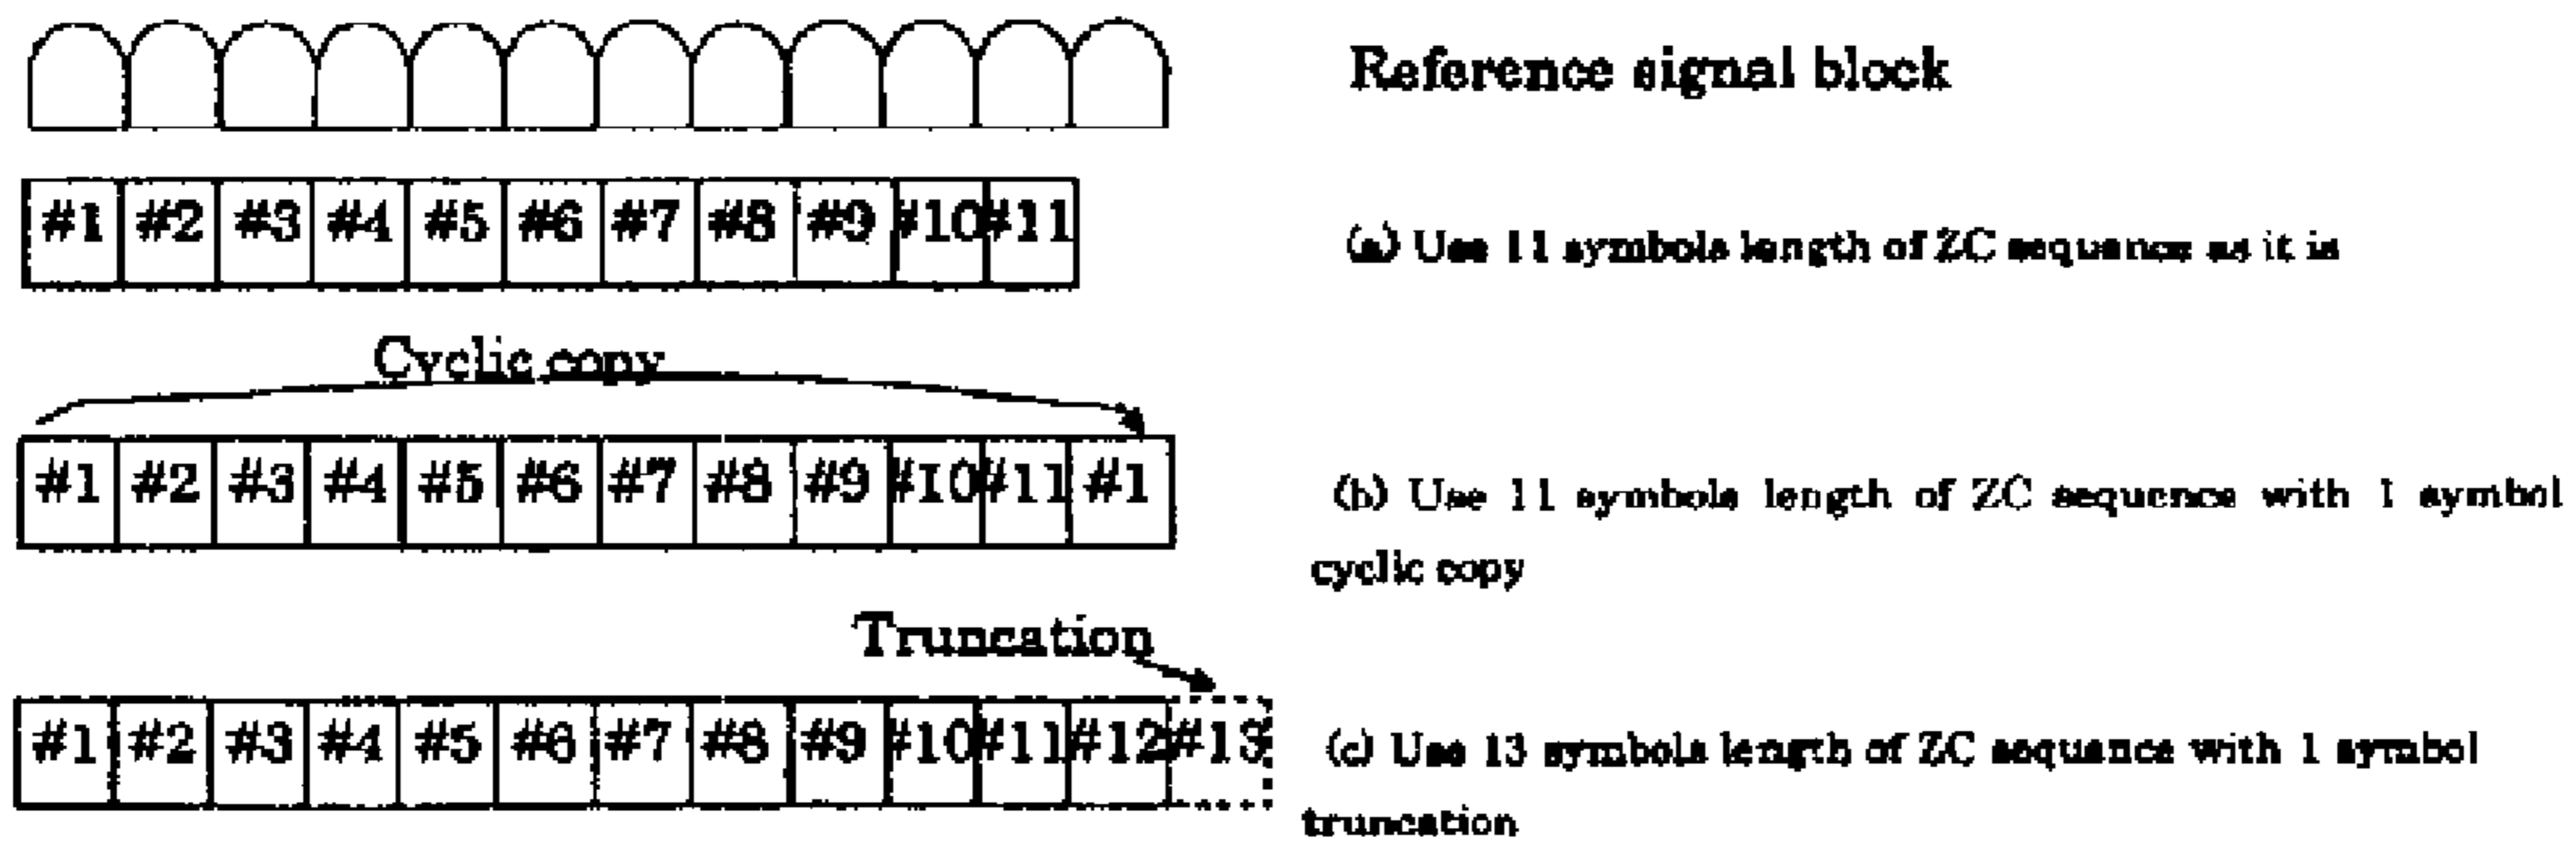 Reference signal block
#1 #2 #3 #4 #5 #6 #7 #8 #9 #10 #11
(a) Use 11 symbols length of ZC sequence as it is
Cyclic copy
#1 #2 #3 #4 #5 #6 #7 #8 #9 #10 #11 #1
(b) Use 11 symbols length of ZC sequence with 1 symbol
cyclic copy
Truncation
#1 #2 #3 #4 #5 #6 #7 #8 #9 #10 #11 #12 #13
(c) Use 13 symbols length of ZC sequence with 1 symbol
truncation